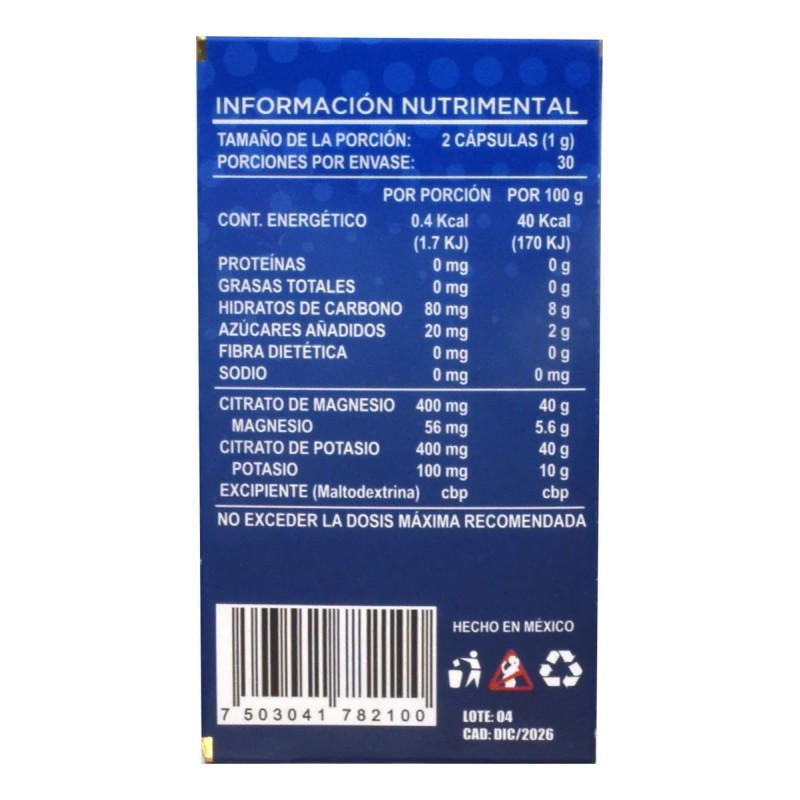 INFORMACIÓN NUTRIMENTAL
TAMAÑO DE LA PORCIÓN: 2 CÁPSULAS (1 g)
PORCIONES POR ENVASE: 30
POR PORCIÓN POR 100 g
CONT. ENERGÉTICO 0.4 Kcal 40 Kcal
(1.7 KJ) (170 KJ)
PROTEÍNAS 0 mg 0 g
GRASAS TOTALES 0 mg 0 g
HIDRATOS DE CARBONO 80 mg 8 g
AZÚCARES AÑADIDOS 20 mg 2 g
FIBRA DIETÉTICA 0 mg 0 g
SODIO 0 mg 0 mg
CITRATO DE MAGNESIO 400 mg 40 g
MAGNESIO 56 mg 5.6 g
CITRATO DE POTASIO 400 mg 40 g
POTASIO 100 mg 10 g
EXCIPIENTE (Maltodextrina) cbp cbp
NO EXCEDER LA DOSIS MÁXIMA RECOMENDADA
HECHO EN MÉXICO
7 503041 782100
LOTE: 04
CAD: DIC/2026